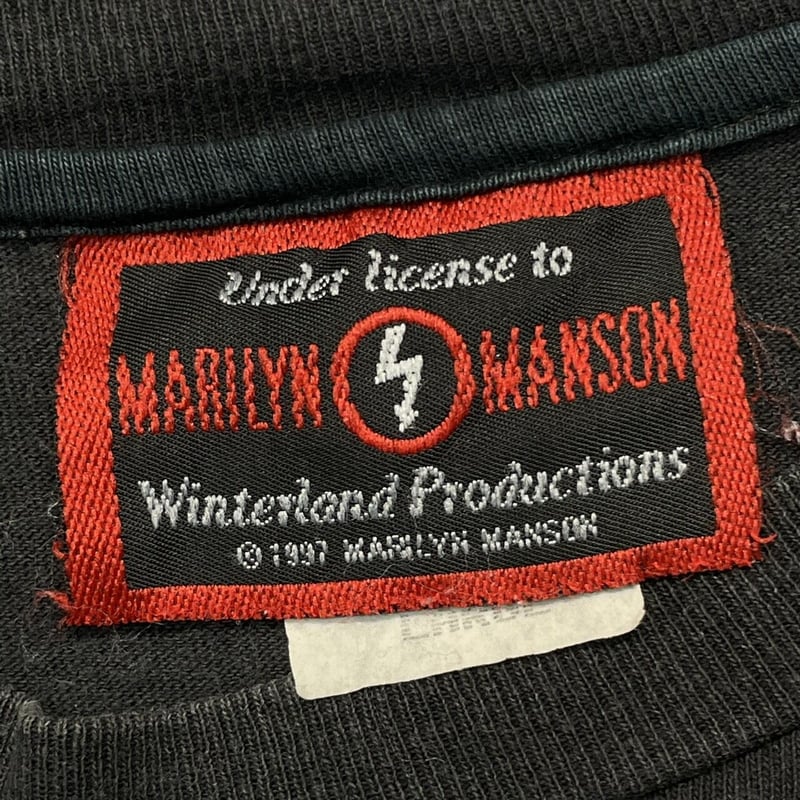 Under license to
MARILYN MANSON
Winterland Productions
© 1997 MARILYN MANSON